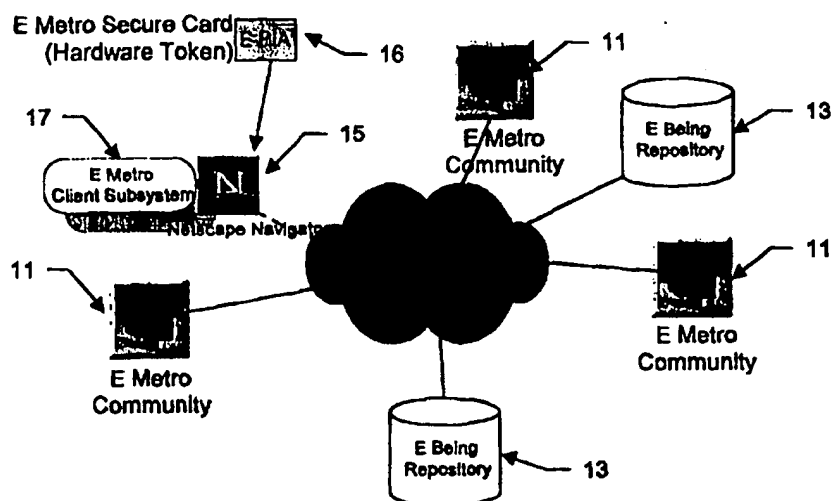 E Metro Secure Card
(Hardware Token)
16
11
13
E Metro
Community
E Being
Repository
17
15
E Metro
Client Subsystem
N
Netscape Navigator
11
E Metro
Community
11
E Metro
Community
E Being
Repository
13